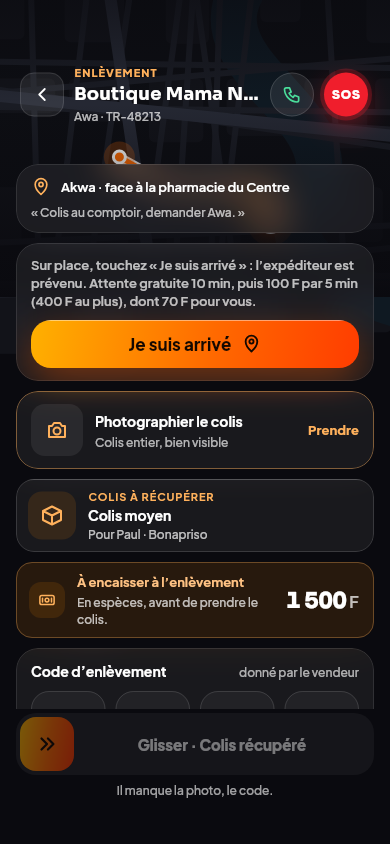 ENLÈVEMENT
Boutique Mama N...
Awa · TR-48213
SOS
Akwa · face à la pharmacie du Centre
« Colis au comptoir, demander Awa. »
Sur place, touchez « Je suis arrivé » : l'expéditeur est
prévenu. Attente gratuite 10 min, puis 100 F par 5 min
(400 F au plus), dont 70 F pour vous.
Je suis arrivé
Photographier le colis
Colis entier, bien visible
Prendre
COLIS À RÉCUPÉRER
Colis moyen
Pour Paul · Bonapriso
À encaisser à l'enlèvement
En espèces, avant de prendre le
colis.
1 500 F
Code d'enlèvement
donné par le vendeur
Glisser · Colis récupéré
Il manque la photo, le code.